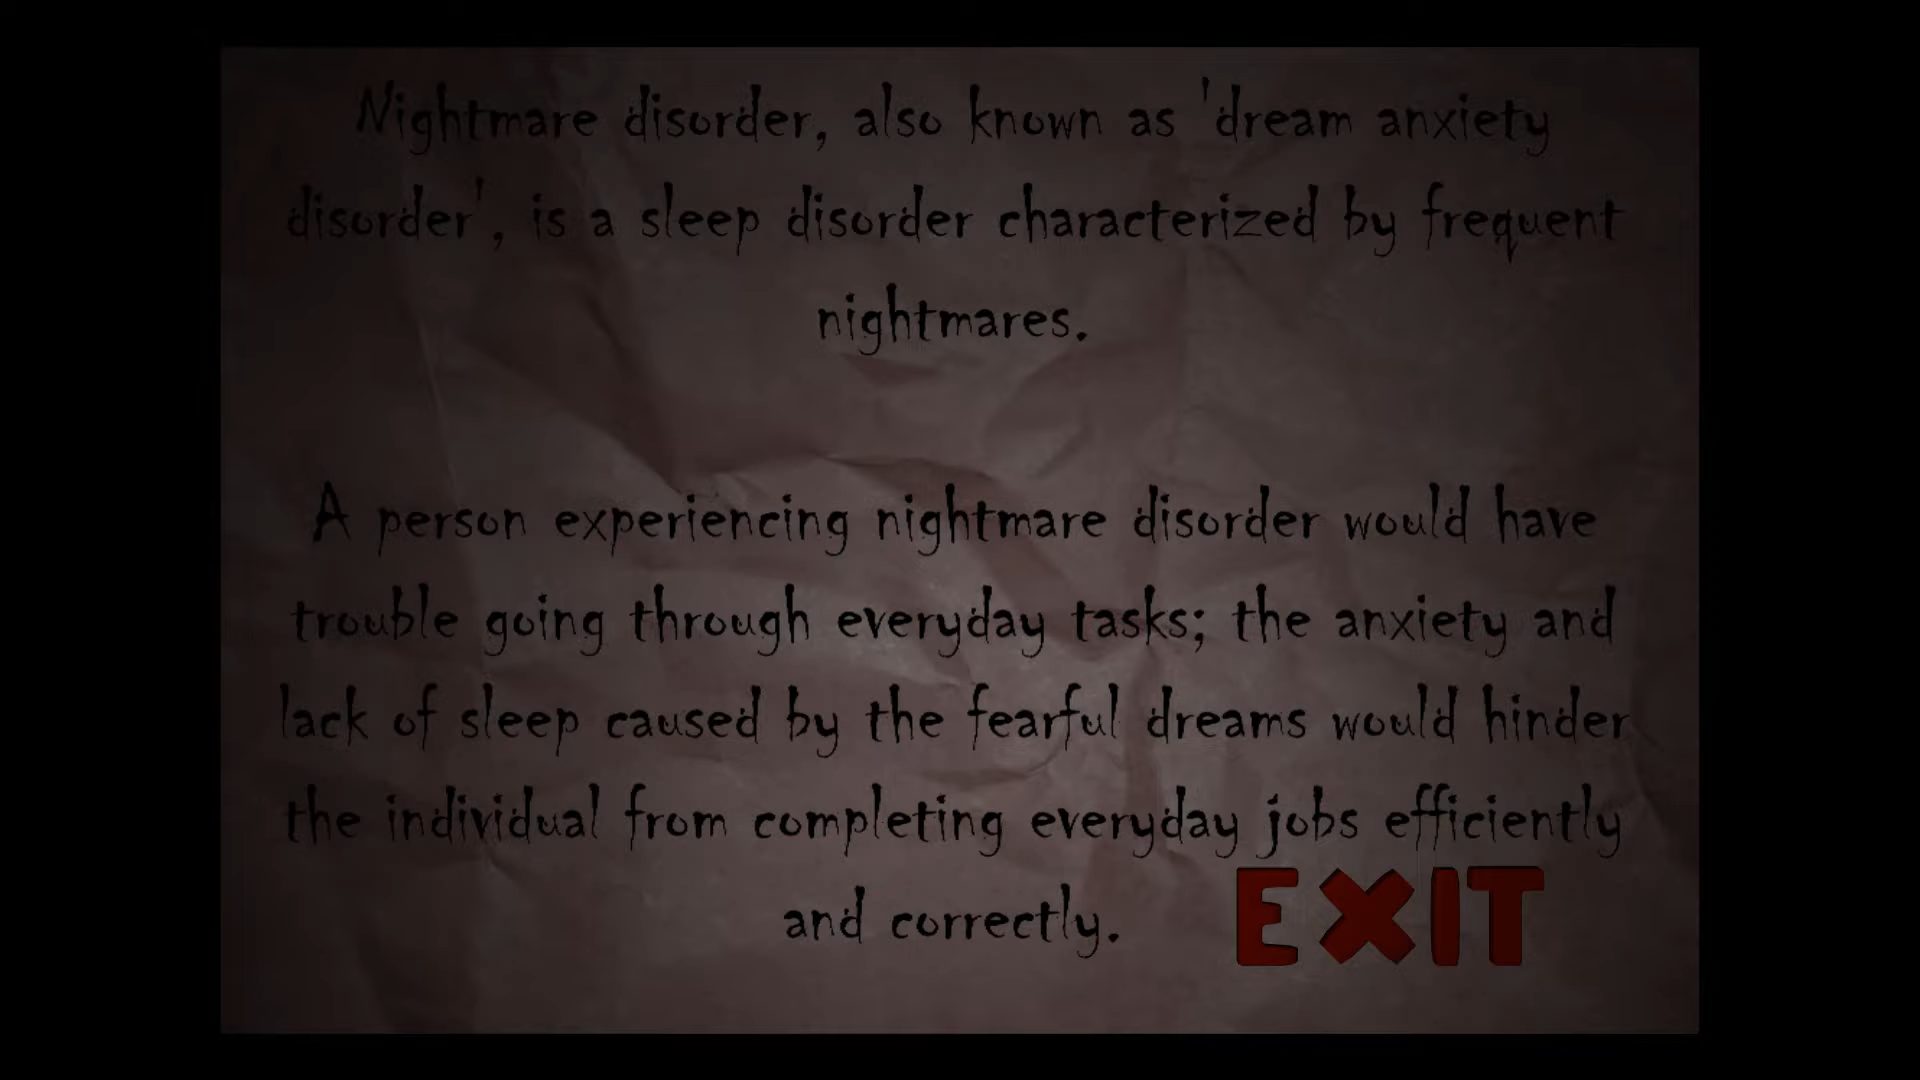 Nightmare disorder, also known as 'dream anxiety
disorder', is a sleep disorder characterized by frequent
nightmares.
A person experiencing nightmare disorder would have
trouble going through everyday tasks; the anxiety and
lack of sleep caused by the fearful dreams would hinder
the individual from completing everyday jobs efficiently
and correctly.
EXIT